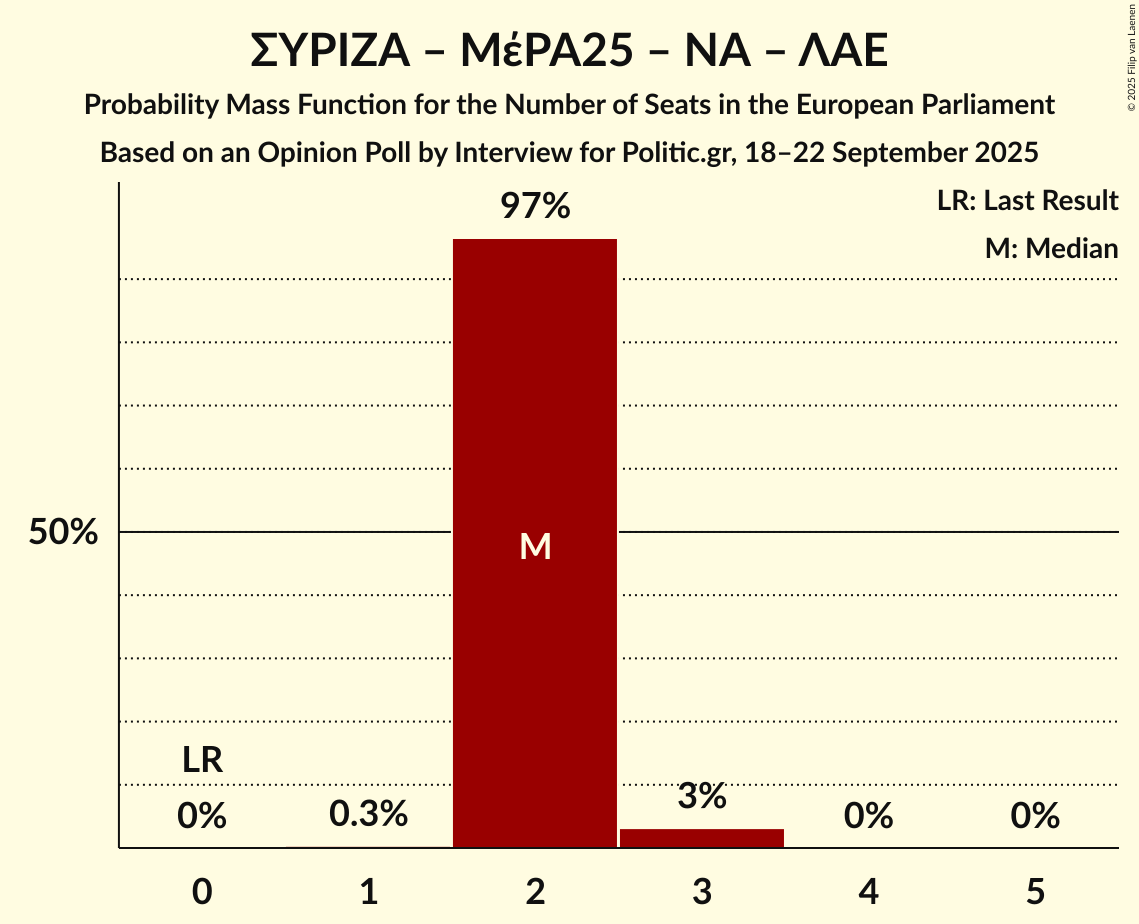 ΣΥΡΙΖΑ – ΜέΡΑ25 – ΝΑ – ΛΑΕ
Probability Mass Function for the Number of Seats in the European Parliament
Based on an Opinion Poll by Interview for Politic.gr, 18–22 September 2025
© 2025 Filip van Laenen
LR: Last Result
M: Median
97%
50%
M
LR
0%
0.3%
3%
0%
0%
0
1
2
3
4
5